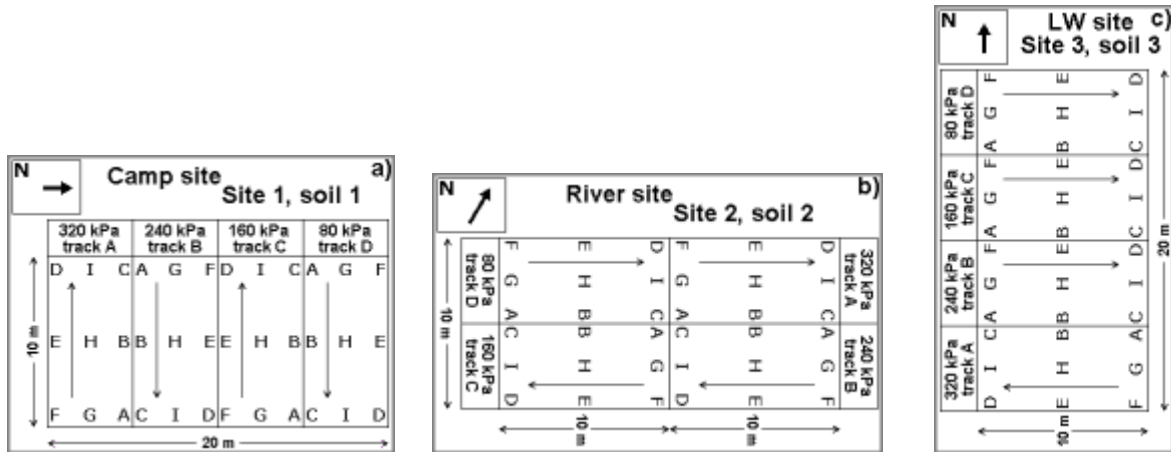 N a)
Camp site
Site 1, soil 1
320 kPa 240 kPa 160 kPa 80 kPa
track A track B track C track D
D I C A G F D I C A G F
10 m
E H B B H E E H B B H E
F G A C I D F G A C I D
20 m
N b)
River site
Site 2, soil 2
80 kPa
track D
F E D F E D
G H I G H I
A B C A B C
320 kPa
track A
10 m
160 kPa
track C
C B A C B A
I H G I H G
D E F D E F
240 kPa
track B
10 m 10 m
N LW site c)
Site 3, soil 3
80 kPa
track D
F E D
G H I
A B C
160 kPa
track C
F E D
G H I
A B C
20 m
240 kPa
track B
F E D
G H I
A B C
320 kPa
track A
C B A
I H G
D E F
10 m